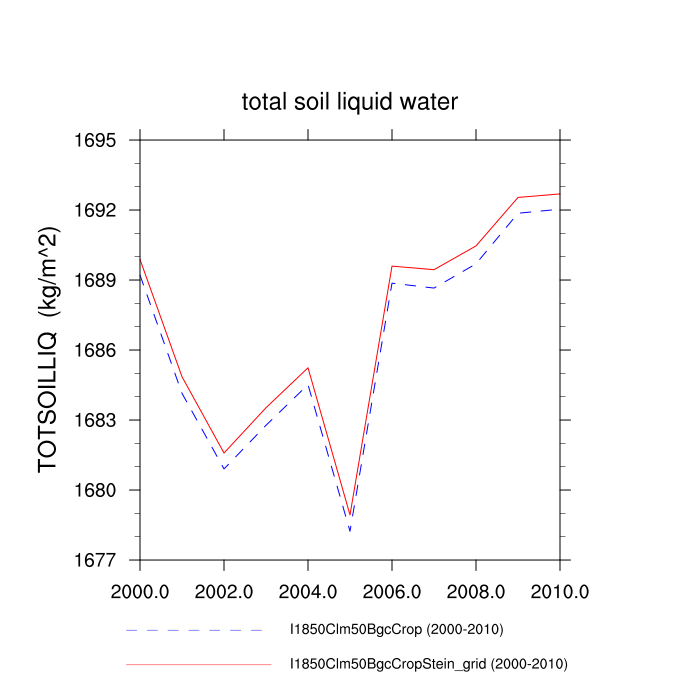 total soil liquid water
TOTSOILLIQ (kg/m^2)
1695
1692
1689
1686
1683
1680
1677
2000.0 2002.0 2004.0 2006.0 2008.0 2010.0
I1850Clm50BgcCrop (2000-2010)
I1850Clm50BgcCropStein_grid (2000-2010)